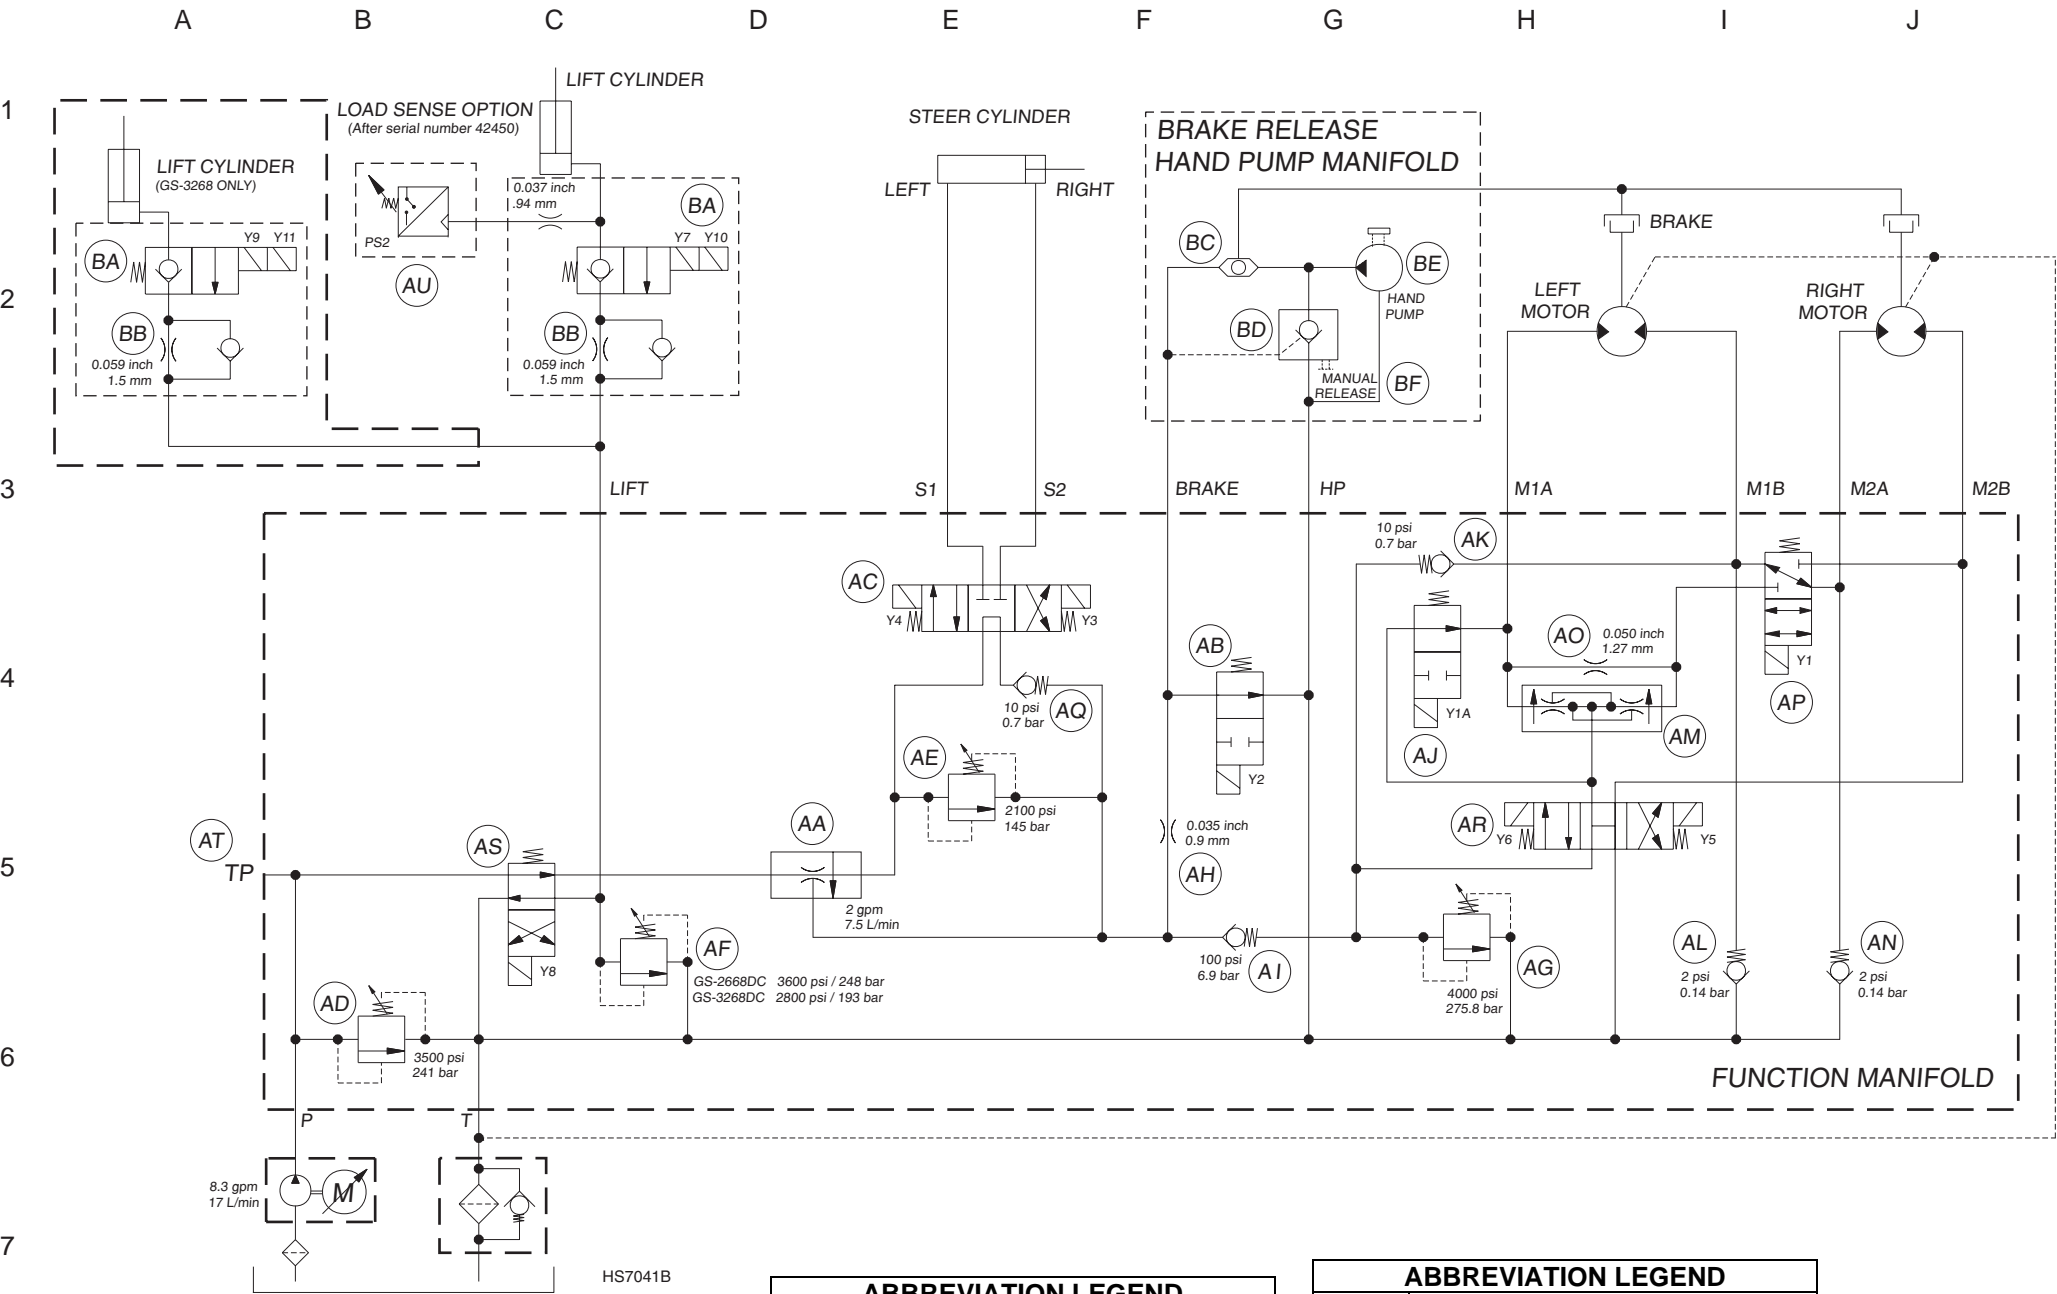 A B C D E F G H I J
1
2
3
4
5
6
7
LIFT CYLINDER
(GS-3268 ONLY)
BA
Y9 Y11
BB
0.059 inch
1.5 mm
LOAD SENSE OPTION
(After serial number 42450)
PS2
AU
LIFT CYLINDER
0.037 inch
.94 mm
BA
Y7 Y10
BB
0.059 inch
1.5 mm
STEER CYLINDER
LEFT
RIGHT
BRAKE RELEASE
HAND PUMP MANIFOLD
BC
BE
HAND
PUMP
BD
MANUAL
RELEASE
BF
BRAKE
LEFT
MOTOR
RIGHT
MOTOR
LIFT
S1
S2
BRAKE
HP
M1A
M1B
M2A
M2B
AC
Y4
Y3
10 psi
0.7 bar
AQ
AE
2100 psi
145 bar
AB
Y2
10 psi
0.7 bar
AK
Y1A
AJ
AO
0.050 inch
1.27 mm
AM
Y1
AP
AT
TP
AS
Y8
AA
2 gpm
7.5 L/min
0.035 inch
0.9 mm
AH
AR
Y6
Y5
AF
GS-2668DC 3600 psi / 248 bar
GS-3268DC 2800 psi / 193 bar
100 psi
6.9 bar
AI
AG
4000 psi
275.8 bar
AL
2 psi
0.14 bar
AN
2 psi
0.14 bar
AD
3500 psi
241 bar
FUNCTION MANIFOLD
P
T
8.3 gpm
17 L/min
M
HS7041B
ABBREVIATION LEGEND
ABBREVIATION LEGEND